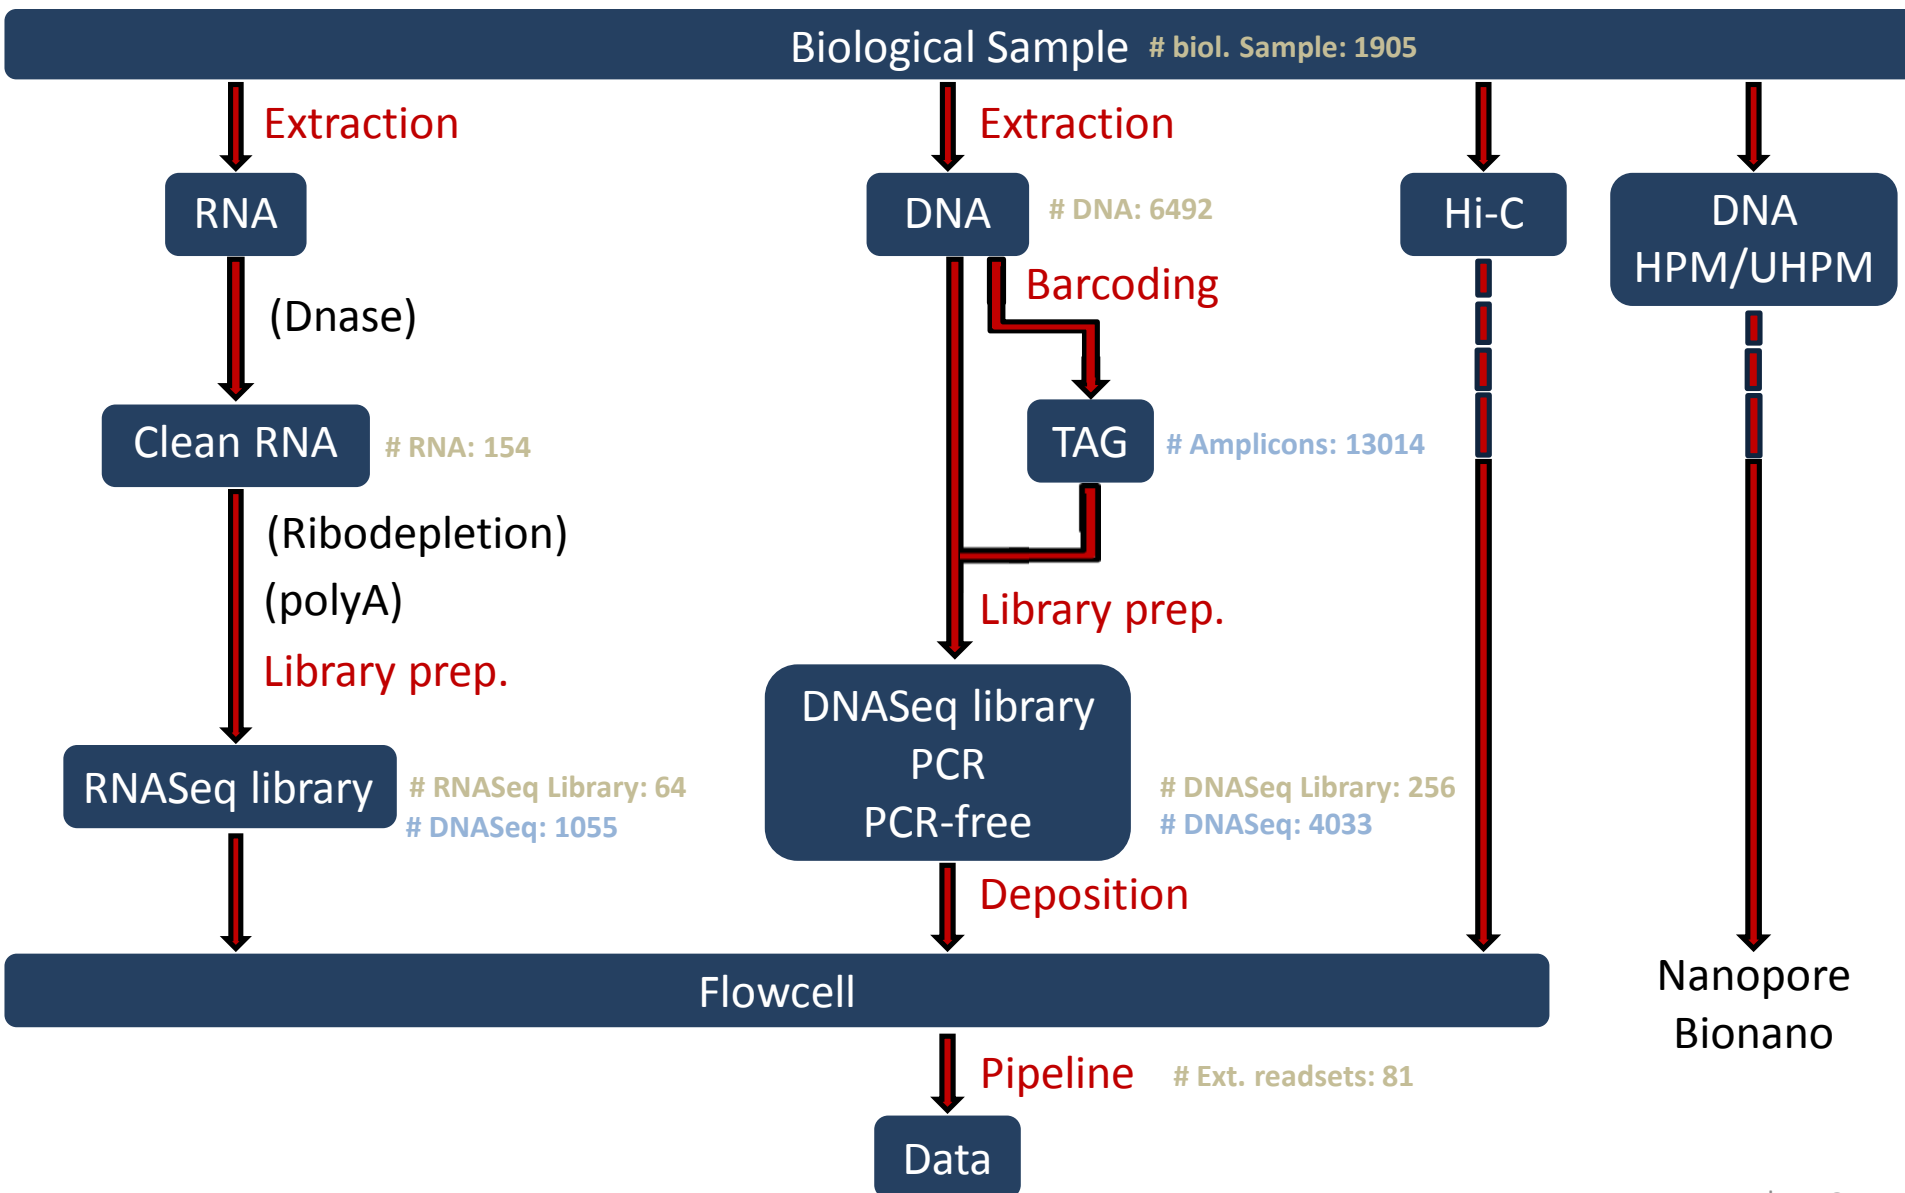 Biological Sample # biol. Sample: 1905
Extraction
Extraction
RNA
DNA
# DNA: 6492
Hi-C
DNA
HPM/UHPM
(Dnase)
Barcoding
Clean RNA
# RNA: 154
TAG
# Amplicons: 13014
(Ribodepletion)
(polyA)
Library prep.
Library prep.
RNASeq library
# RNASeq Library: 64
# DNASeq: 1055
DNASeq library
PCR
PCR-free
# DNASeq Library: 256
# DNASeq: 4033
Deposition
Flowcell
Nanopore
Bionano
Pipeline
# Ext. readsets: 81
Data